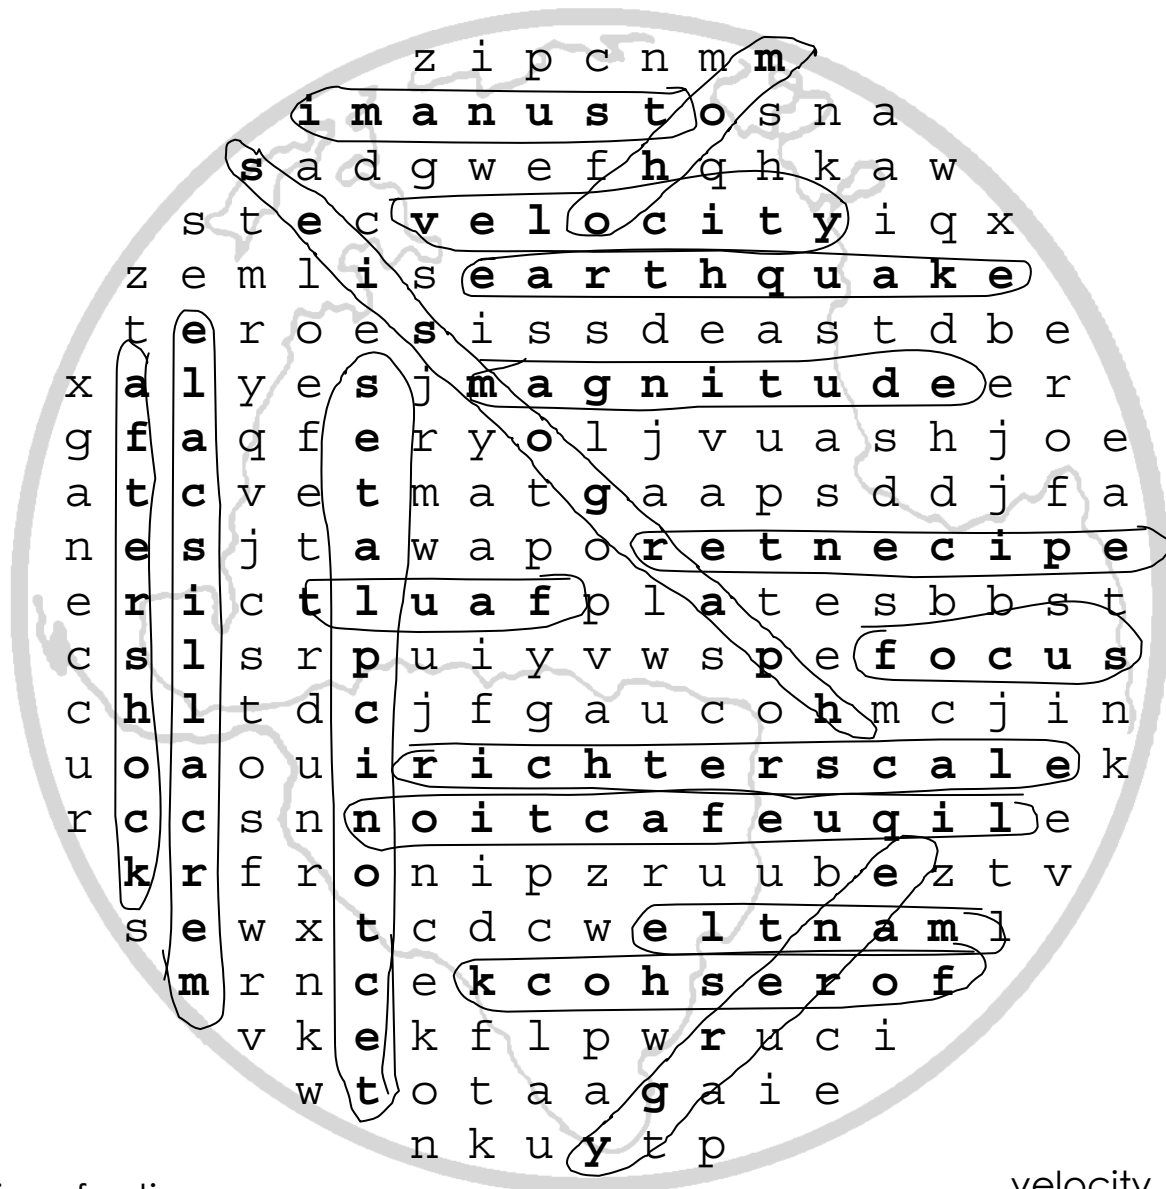 z i p c n m m
i m a n u s t o s n a
s a d g w e f h q h k a w
s t e c v e l o c i t y i q x
z e m l i s e a r t h q u a k e
t e r o e s i s s d e a s t d b e
x a l y e s j m a g n i t u d e e r
g f a q f e r y o l j v u a s h j o e
a t c v e t m a t g a a p s d d j f a
n e s j t a w a p o r e t n e c i p e
e r i c t l u a f p l a t e s b b s t
c s l s r p u i y v w s p e f o c u s
c h l t d c j f g a u c o h m c j i n
u o a o u i r i c h t e r s c a l e k
r c c s n n o i t c a f e u q i l e
k r f r o n i p z r u u b e z t v
s e w x t c d c w e l t n a m l
m r n c e k c o h s e r o f
v k e k f l p w r u c i
w t o t a a g a i e
n k u y t p
velocity